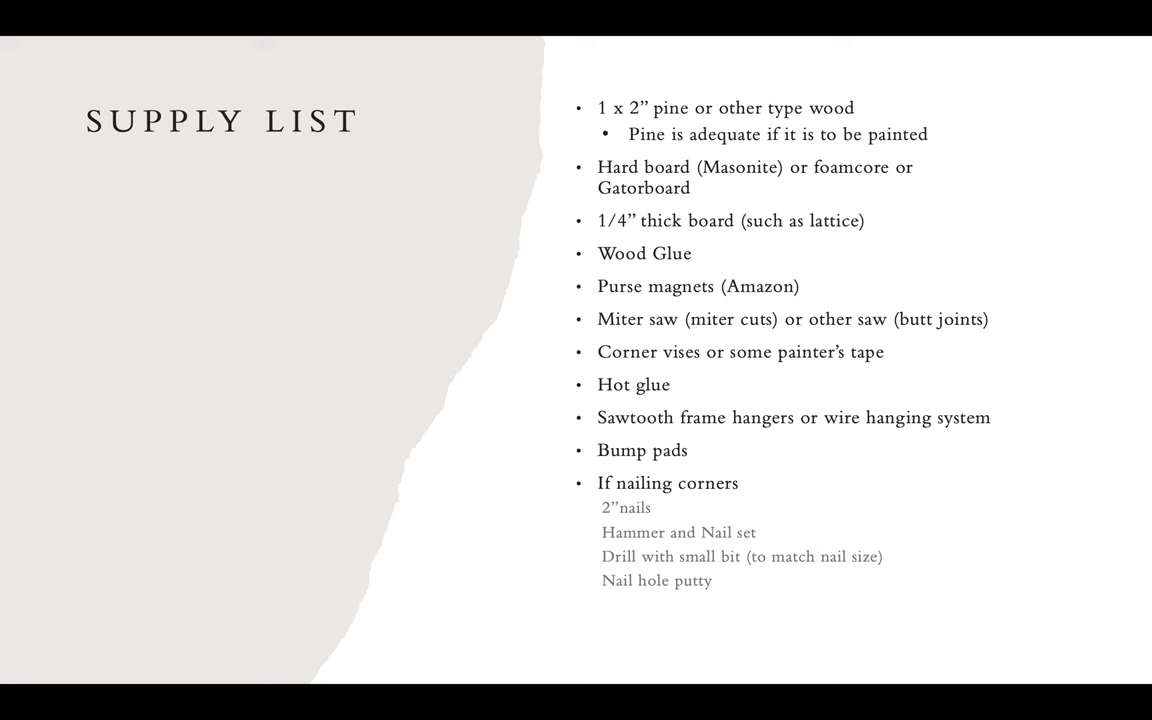 SUPPLY LIST
• 1 x 2” pine or other type wood
• Pine is adequate if it is to be painted
• Hard board (Masonite) or foamcore or
Gatorboard
• 1/4” thick board (such as lattice)
• Wood Glue
• Purse magnets (Amazon)
• Miter saw (miter cuts) or other saw (butt joints)
• Corner vises or some painter’s tape
• Hot glue
• Sawtooth frame hangers or wire hanging system
• Bump pads
• If nailing corners
2”nails
Hammer and Nail set
Drill with small bit (to match nail size)
Nail hole putty